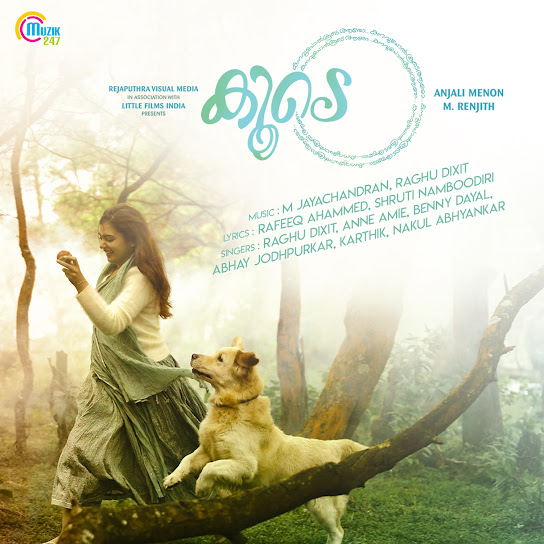 MUZIK
247
REJAPUTHRA VISUAL MEDIA
IN ASSOCIATION WITH
LITTLE FILMS INDIA
PRESENTS
കൂടെ
ANJALI MENON
M. RENJITH
MUSIC : M JAYACHANDRAN, RAGHU DIXIT
LYRICS : RAFEEQ AHAMMED, SHRUTI NAMBOODIRI
SINGERS : RAGHU DIXIT, ANNE AMIE, BENNY DAYAL,
ABHAY JODHPURKAR, KARTHIK, NAKUL ABHYANKAR